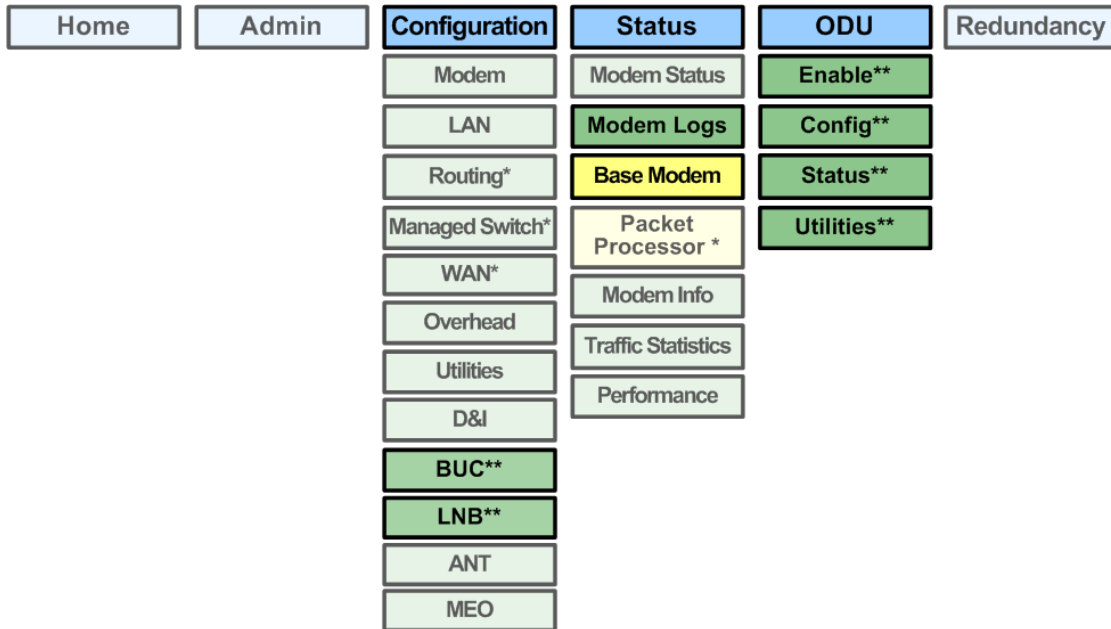 Home
Admin
Configuration
Status
ODU
Redundancy
Modem
LAN
Routing*
Managed Switch*
WAN*
Overhead
Utilities
D&I
BUC**
LNB**
ANT
MEO
Modem Status
Modem Logs
Base Modem
Packet
Processor *
Modem Info
Traffic Statistics
Performance
Enable**
Config**
Status**
Utilities**